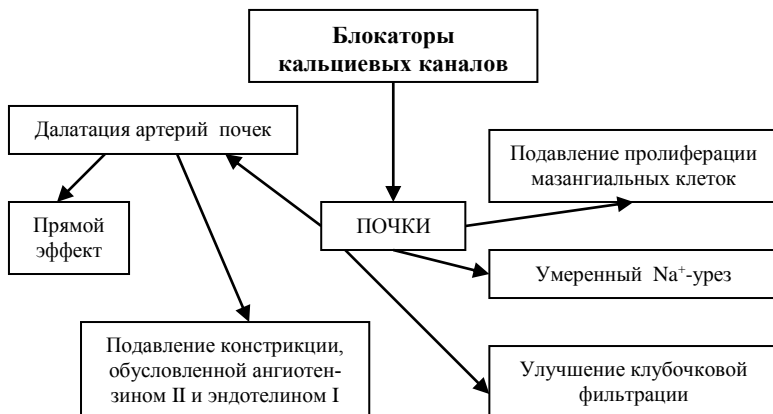 Блокаторы
кальциевых каналов
Далатация артерий почек
Подавление пролиферации
мазангиальных клеток
Прямой
эффект
ПОЧКИ
Умеренный Na⁺-урез
Подавление констрикции,
обусловленной ангиотен-
зином II и эндотелином I
Улучшение клубочковой
фильтрации